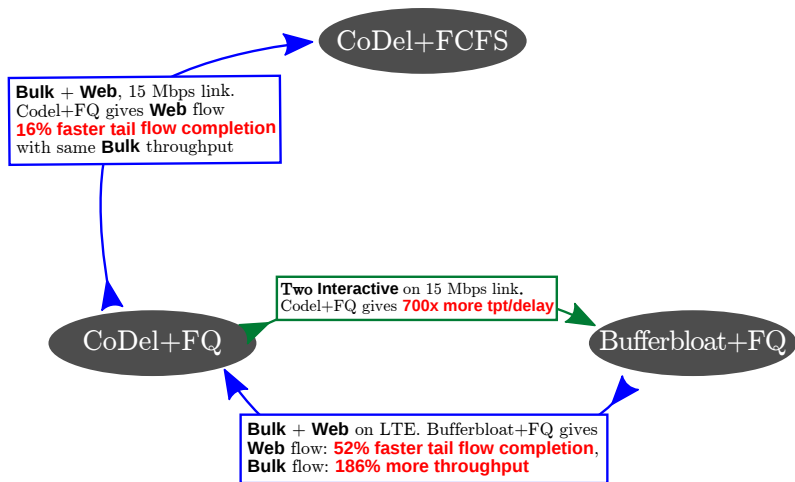 CoDel+FCFS
Bulk + Web, 15 Mbps link.
Codel+FQ gives Web flow
16% faster tail flow completion
with same Bulk throughput
Two Interactive on 15 Mbps link.
Codel+FQ gives 700x more tpt/delay
CoDel+FQ
Bufferbloat+FQ
Bulk + Web on LTE. Bufferbloat+FQ gives
Web flow: 52% faster tail flow completion,
Bulk flow: 186% more throughput